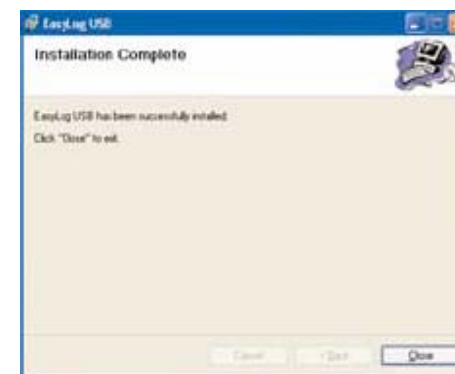 EasyLog USB
Installation Complete
EasyLog USB has been successfully installed.
Click "Close" to exit.
Cancel < Back Close